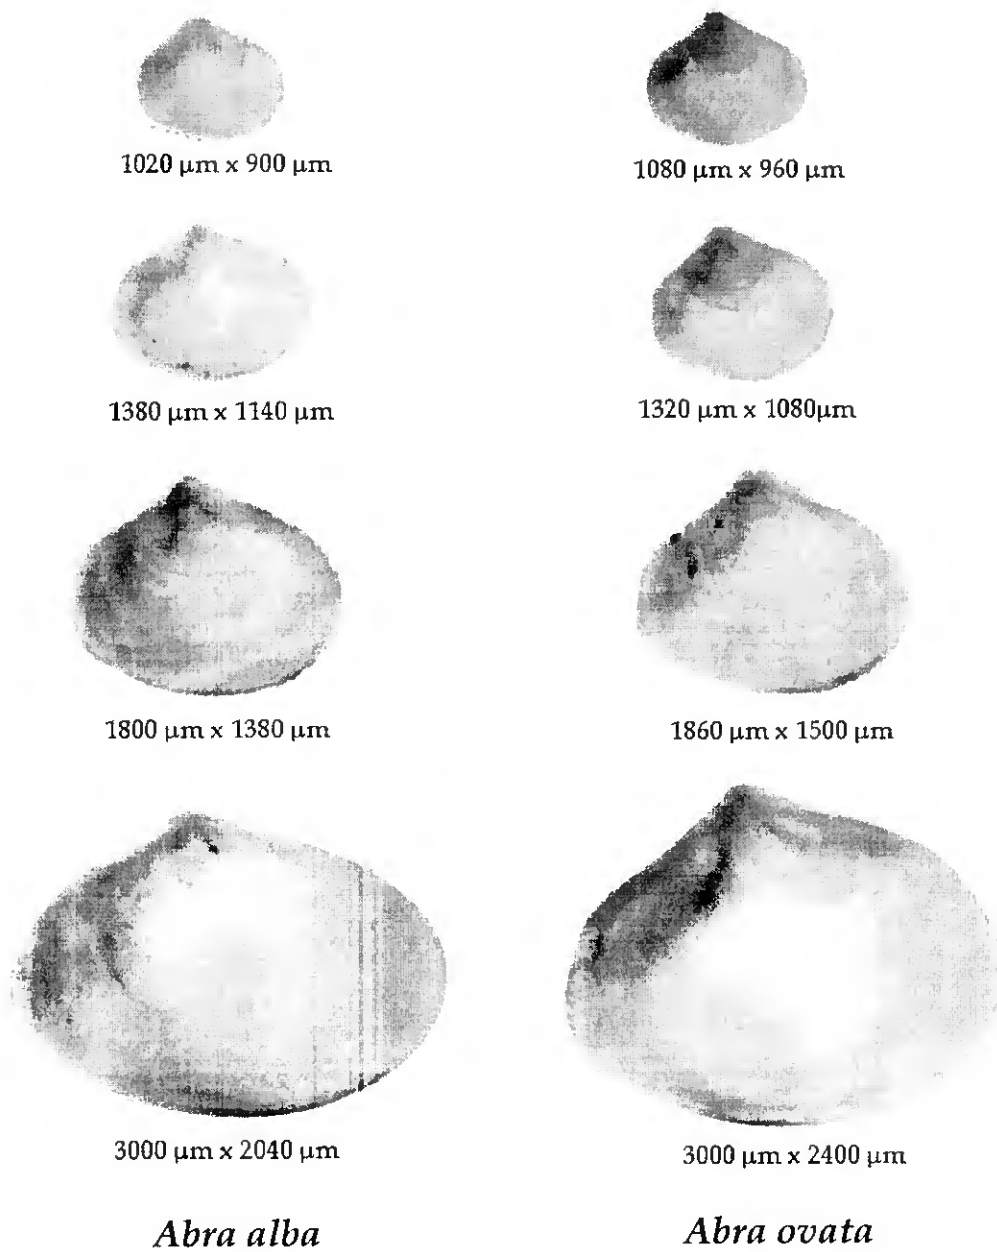 1020 µm x 900 µm
1080 µm x 960 µm
1380 µm x 1140 µm
1320 µm x 1080µm
1800 µm x 1380 µm
1860 µm x 1500 µm
3000 µm x 2040 µm
3000 µm x 2400 µm
Abra alba
Abra ovata